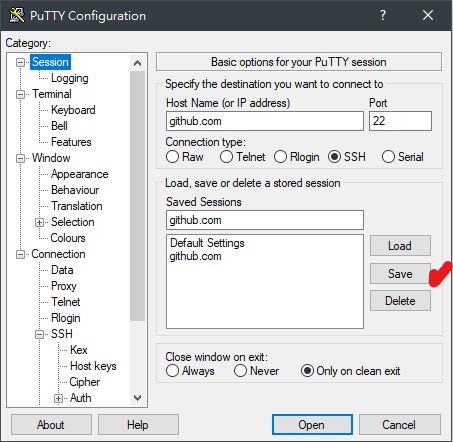 PuTTY Configuration
?
Category:
Session
Logging
Terminal
Keyboard
Bell
Features
Window
Appearance
Behaviour
Translation
Selection
Colours
Connection
Data
Proxy
Telnet
Rlogin
SSH
Kex
Host keys
Cipher
Auth
Basic options for your PuTTY session
Specify the destination you want to connect to
Host Name (or IP address) Port
github.com 22
Connection type:
Raw Telnet Rlogin SSH Serial
Load, save or delete a stored session
Saved Sessions
github.com
Default Settings
github.com
Load
Save
Delete
Close window on exit:
Always Never Only on clean exit
About Help Open Cancel